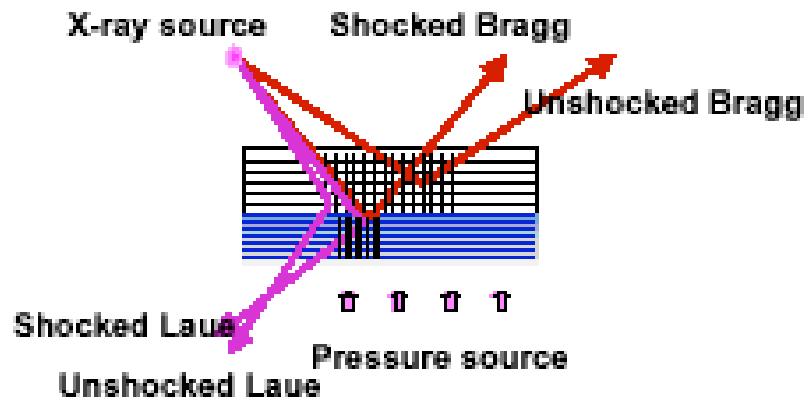 X-ray source
Shocked Bragg
Unshocked Bragg
Shocked Laue
Pressure source
Unshocked Laue